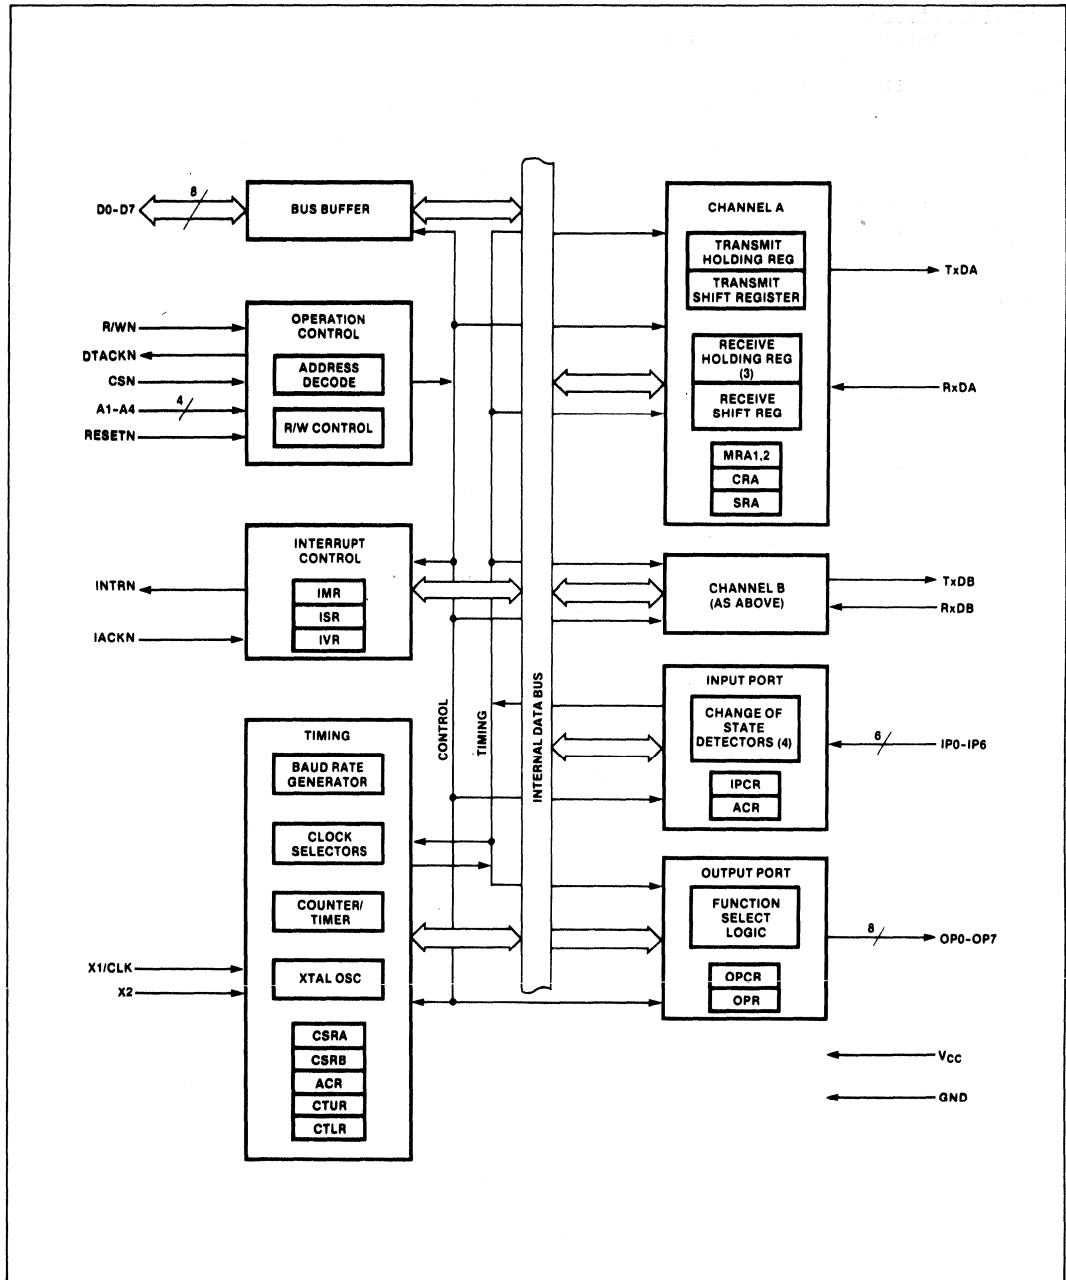 D0-D7
8
BUS BUFFER
R/WN
DTACKN
CSN
A1-A4
4
RESETN
OPERATION
CONTROL
ADDRESS
DECODE
R/W CONTROL
INTRN
IACKN
INTERRUPT
CONTROL
IMR
ISR
IVR
TIMING
BAUD RATE
GENERATOR
CLOCK
SELECTORS
COUNTER/
TIMER
X1/CLK
X2
XTAL OSC
CSRA
CSRB
ACR
CTUR
CTLR
CONTROL
TIMING
INTERNAL DATA BUS
CHANNEL A
TRANSMIT
HOLDING REG
TRANSMIT
SHIFT REGISTER
TxDA
RECEIVE
HOLDING REG
(3)
RECEIVE
SHIFT REG
RxDA
MRA1,2
CRA
SRA
CHANNEL B
(AS ABOVE)
TxDB
RxDB
INPUT PORT
CHANGE OF
STATE
DETECTORS (4)
6
IP0-IP6
IPCR
ACR
OUTPUT PORT
FUNCTION
SELECT
LOGIC
8
OP0-OP7
OPCR
OPR
VCC
GND